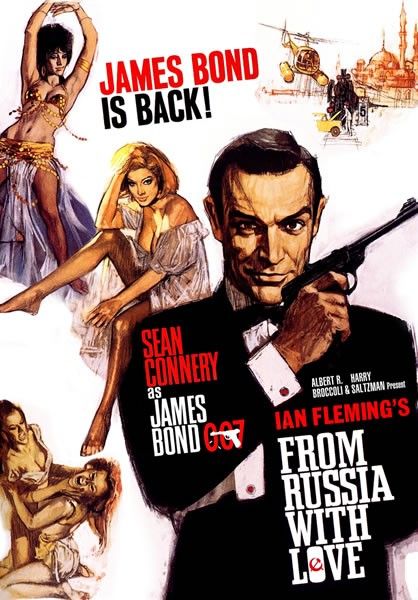 JAMES BOND
IS BACK!
SEAN
CONNERY
as
JAMES
BOND 007
ALBERT R. HARRY
BROCCOLI & SALTZMAN Present
IAN FLEMING'S
FROM
RUSSIA
WITH
LOVE